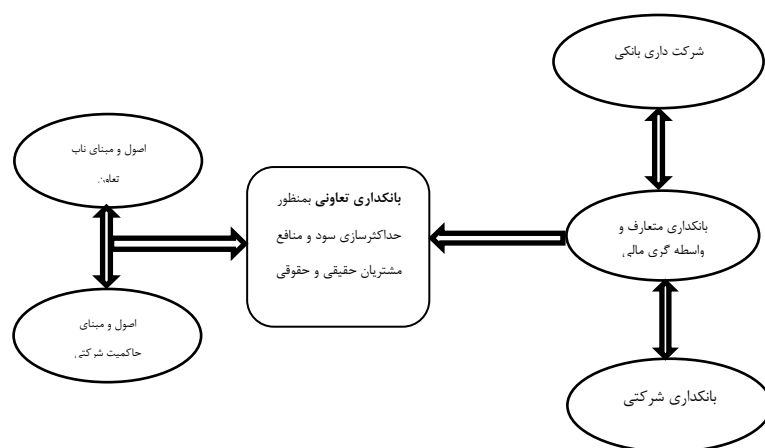 شرکت داری بانکی
اصول و مبنای ناب
تعاون
بانکداری تعاونی بمنظور
حداکثرسازی سود و منافع
مشتریان حقیقی و حقوقی
بانکداری متعارف و
واسطه گری مالی
اصول و مبنای
حاکمیت شرکتی
بانکداری شرکتی